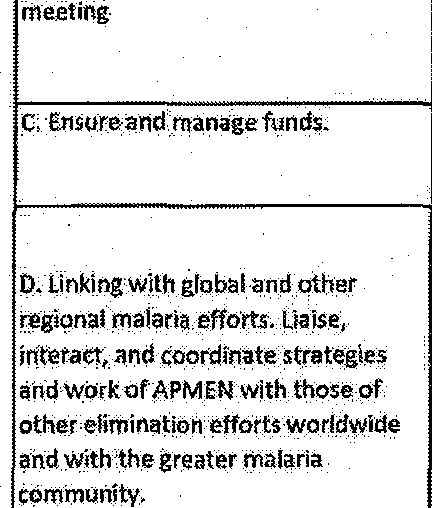 meeting
C. Ensure and manage funds.
D. Linking with global and other
regional malaria efforts. Liaise,
interact, and coordinate strategies
and work of APMEN with those of
other elimination efforts worldwide
and with the greater malaria
community.